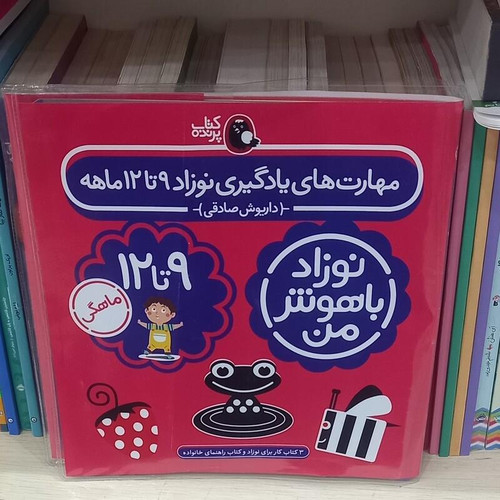 کتاب
پرنده
مهارت‌های یادگیری نوزاد ۹ تا ۱۲ ماهه
-(داریوش صادقی)-
نوزاد
باهوش
من
۹ تا ۱۲
ماهگی
۳ کتاب کار برای نوزاد و کتاب راهنمای خانواده